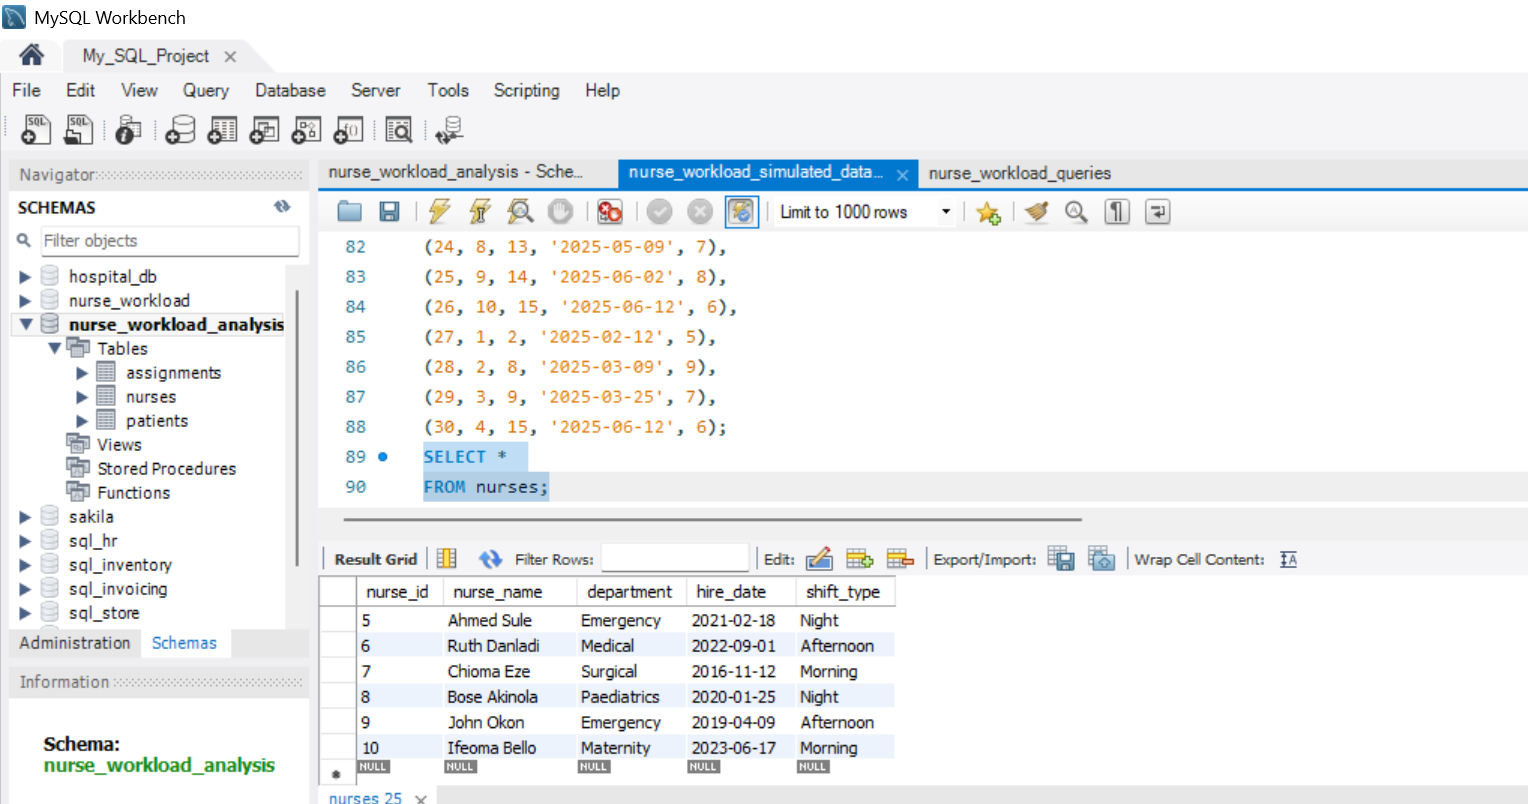 MySQL Workbench
My_SQL_Project
File Edit View Query Database Server Tools Scripting Help
SQL SQL
Navigator
SCHEMAS
Filter objects
hospital_db
nurse_workload
nurse_workload_analysis
Tables
assignments
nurses
patients
Views
Stored Procedures
Functions
sakila
sql_hr
sql_inventory
sql_invoicing
sql_store
Administration Schemas
Information
Schema:
nurse_workload_analysis
nurse_workload_analysis - Sche... nurse_workload_simulated_data... nurse_workload_queries
Limit to 1000 rows
82 (24, 8, 13, '2025-05-09', 7),
83 (25, 9, 14, '2025-06-02', 8),
84 (26, 10, 15, '2025-06-12', 6),
85 (27, 1, 2, '2025-02-12', 5),
86 (28, 2, 8, '2025-03-09', 9),
87 (29, 3, 9, '2025-03-25', 7),
88 (30, 4, 15, '2025-06-12', 6);
89 SELECT *
90 FROM nurses;
Result Grid Filter Rows: Edit: Export/Import: Wrap Cell Content:
nurse_id nurse_name department hire_date shift_type
5 Ahmed Sule Emergency 2021-02-18 Night
6 Ruth Danladi Medical 2022-09-01 Afternoon
7 Chioma Eze Surgical 2016-11-12 Morning
8 Bose Akinola Paediatrics 2020-01-25 Night
9 John Okon Emergency 2019-04-09 Afternoon
10 Ifeoma Bello Maternity 2023-06-17 Morning
NULL NULL NULL NULL NULL
nurses 25